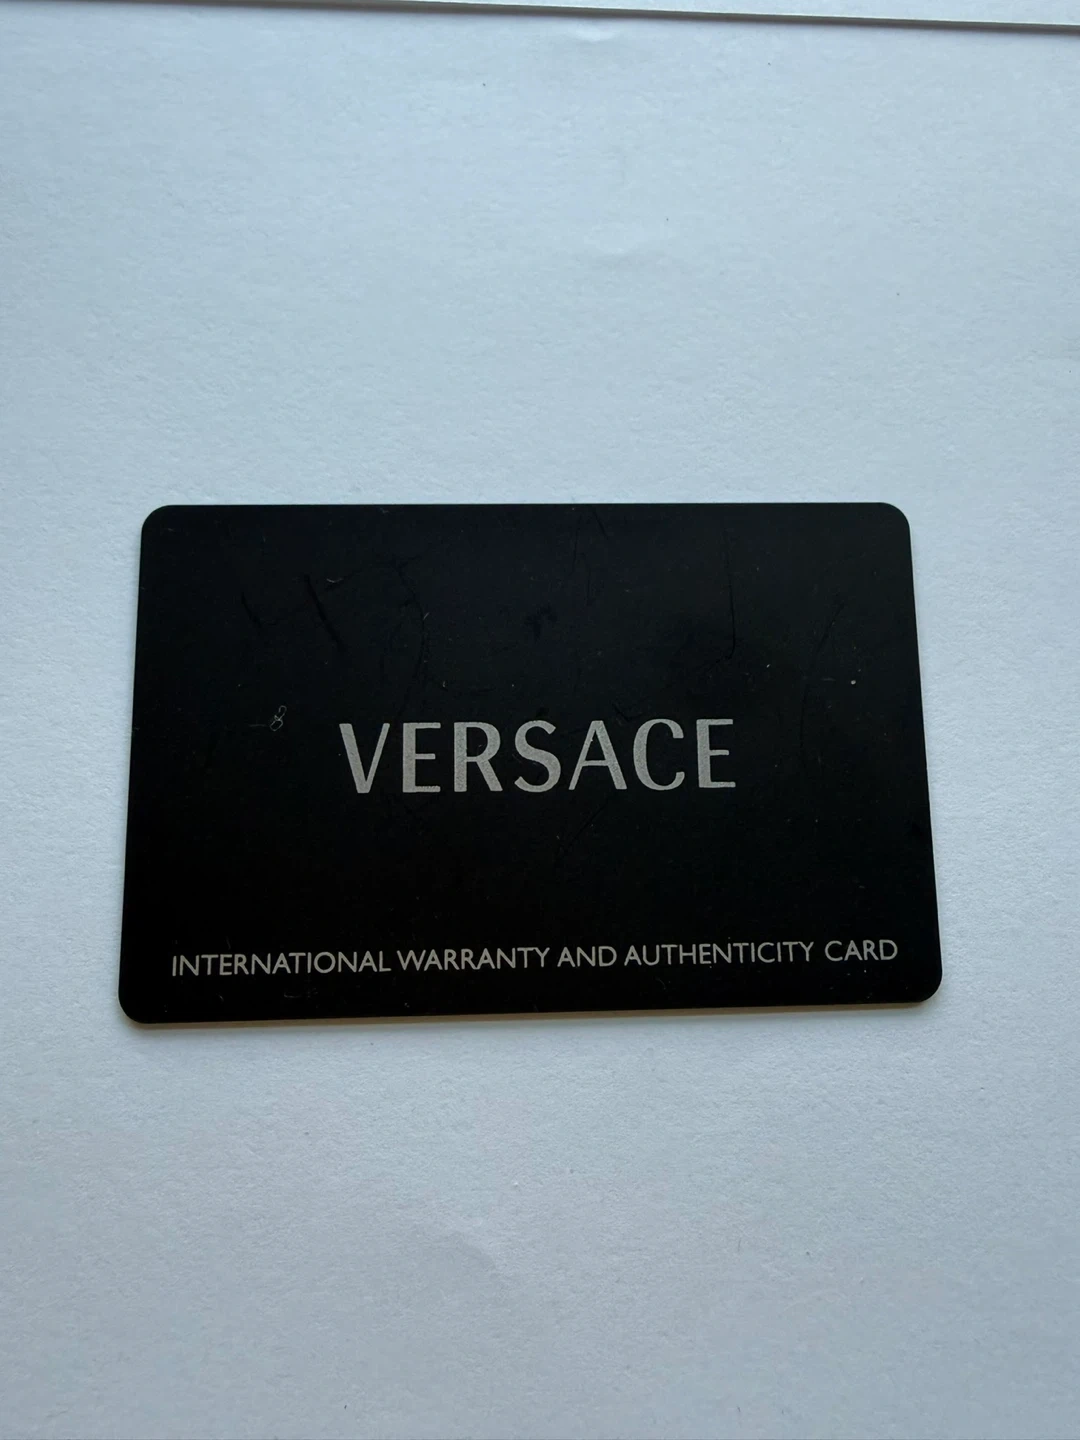 VERSACE
INTERNATIONAL WARRANTY AND AUTHENTICITY CARD